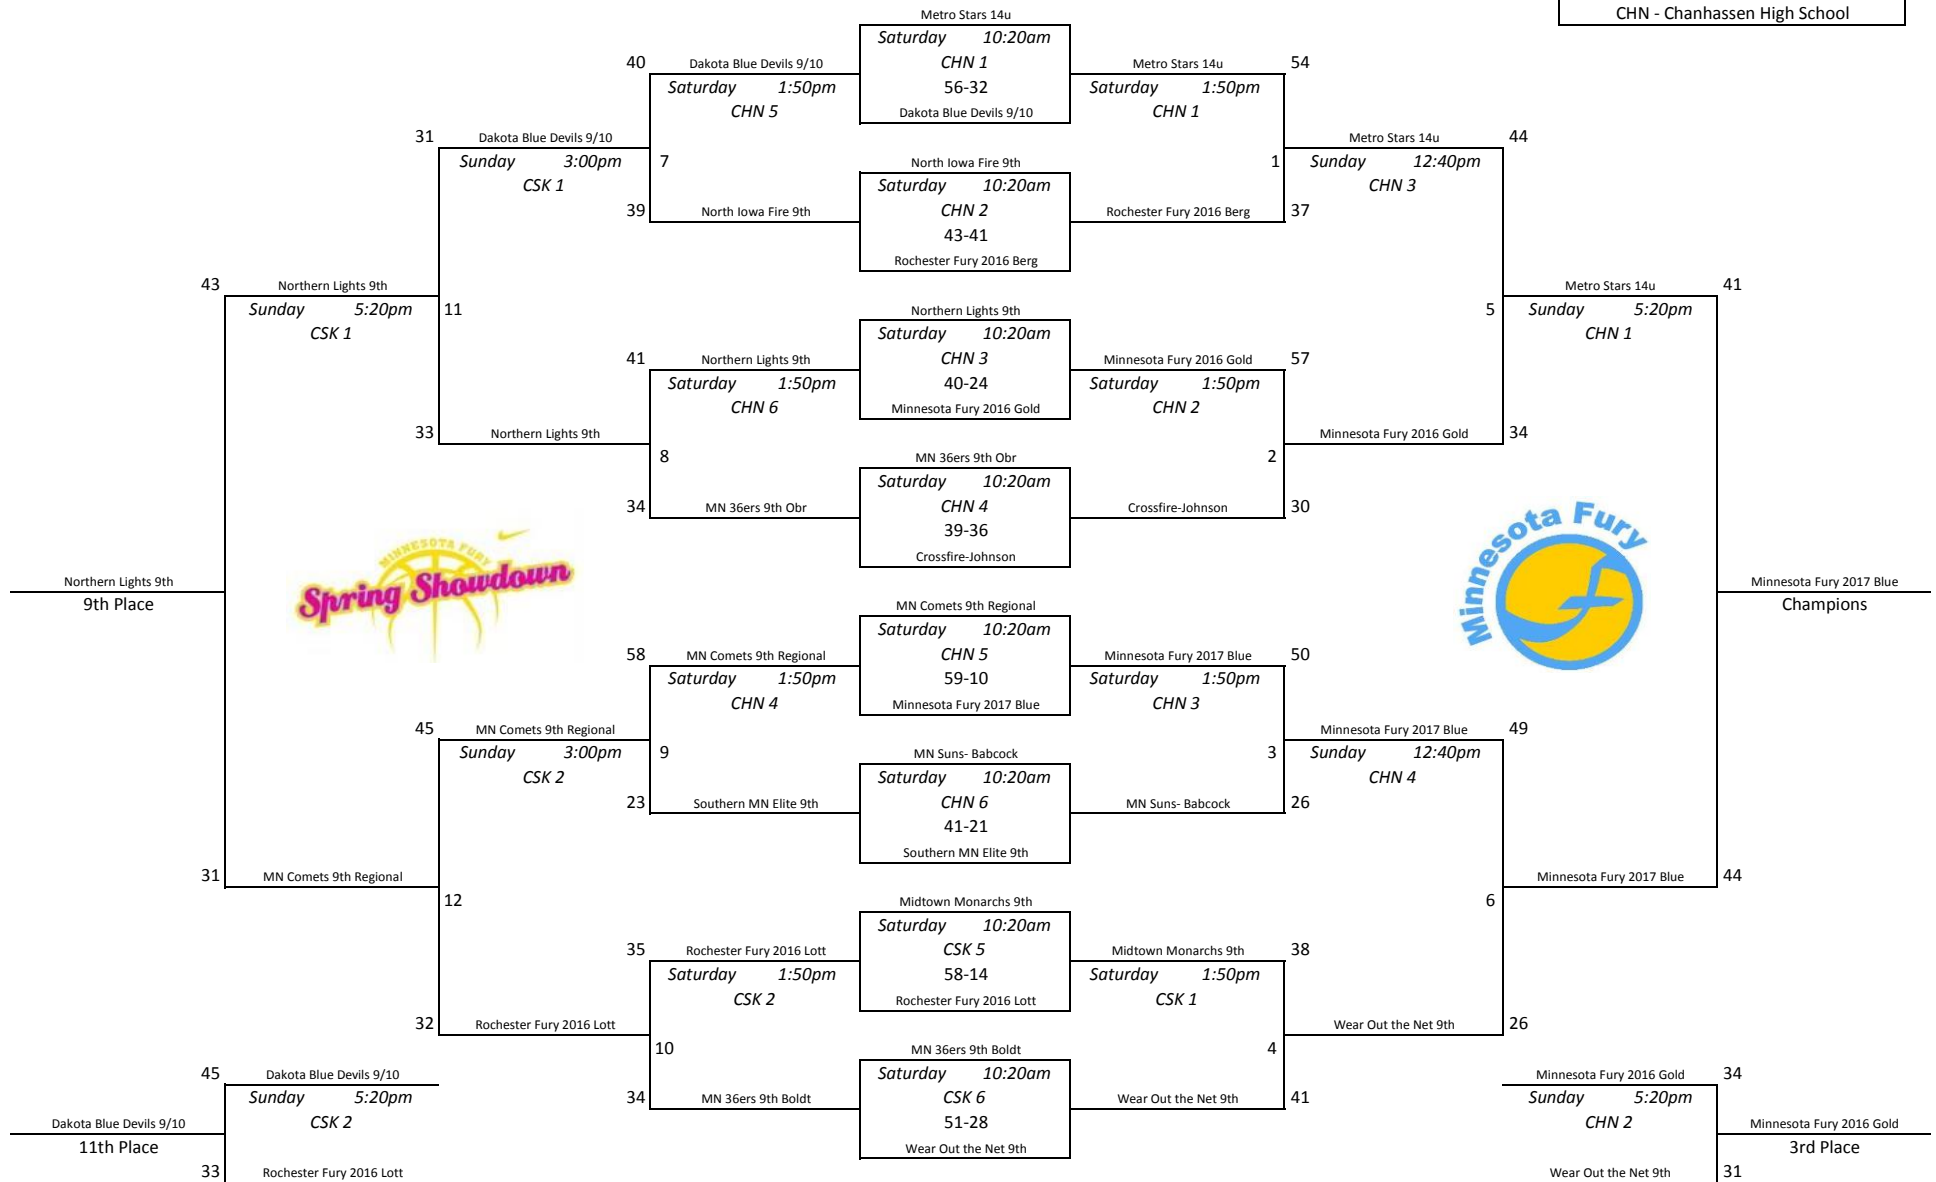 CHN - Chanhassen High School
Metro Stars 14u
Saturday 10:20am
40 Dakota Blue Devils 9/10 CHN 1 Metro Stars 14u 54
Saturday 1:50pm 56-32 Saturday 1:50pm
CHN 5 Dakota Blue Devils 9/10 CHN 1
31 Dakota Blue Devils 9/10 Metro Stars 14u 44
Sunday 3:00pm 7 North Iowa Fire 9th 1 Sunday 12:40pm
CSK 1 Saturday 10:20am CHN 3
39 North Iowa Fire 9th CHN 2 Rochester Fury 2016 Berg 37
43-41
Rochester Fury 2016 Berg
43 Northern Lights 9th Metro Stars 14u 41
Sunday 5:20pm 11 Northern Lights 9th 5 Sunday 5:20pm
CSK 1 Saturday 10:20am CHN 1
41 Northern Lights 9th CHN 3 Minnesota Fury 2016 Gold 57
Saturday 1:50pm 40-24 Saturday 1:50pm
CHN 6 Minnesota Fury 2016 Gold CHN 2
33 Northern Lights 9th Minnesota Fury 2016 Gold 34
8 MN 36ers 9th Obr 2
Saturday 10:20am
34 MN 36ers 9th Obr CHN 4 Crossfire-Johnson 30
39-36
Crossfire-Johnson
MINNESOTA FURY
Spring Showdown
Minnesota Fury
Northern Lights 9th Minnesota Fury 2017 Blue
9th Place Champions
MN Comets 9th Regional
Saturday 10:20am
58 MN Comets 9th Regional CHN 5 Minnesota Fury 2017 Blue 50
Saturday 1:50pm 59-10 Saturday 1:50pm
CHN 4 Minnesota Fury 2017 Blue CHN 3
45 MN Comets 9th Regional Minnesota Fury 2017 Blue 49
Sunday 3:00pm 9 MN Suns- Babcock 3 Sunday 12:40pm
CSK 2 Saturday 10:20am CHN 4
23 Southern MN Elite 9th CHN 6 MN Suns- Babcock 26
41-21
Southern MN Elite 9th
31 MN Comets 9th Regional Minnesota Fury 2017 Blue 44
12 Midtown Monarchs 9th 6
Saturday 10:20am
35 Rochester Fury 2016 Lott CSK 5 Midtown Monarchs 9th 38
Saturday 1:50pm 58-14 Saturday 1:50pm
CSK 2 Rochester Fury 2016 Lott CSK 1
32 Rochester Fury 2016 Lott Wear Out the Net 9th 26
10 MN 36ers 9th Boldt 4
45 Dakota Blue Devils 9/10 Saturday 10:20am Minnesota Fury 2016 Gold 34
Sunday 5:20pm 34 MN 36ers 9th Boldt CSK 6 Wear Out the Net 9th 41 Sunday 5:20pm
Dakota Blue Devils 9/10 CSK 2 51-28 CHN 2 Minnesota Fury 2016 Gold
11th Place Wear Out the Net 9th 3rd Place
33 Rochester Fury 2016 Lott Wear Out the Net 9th 31